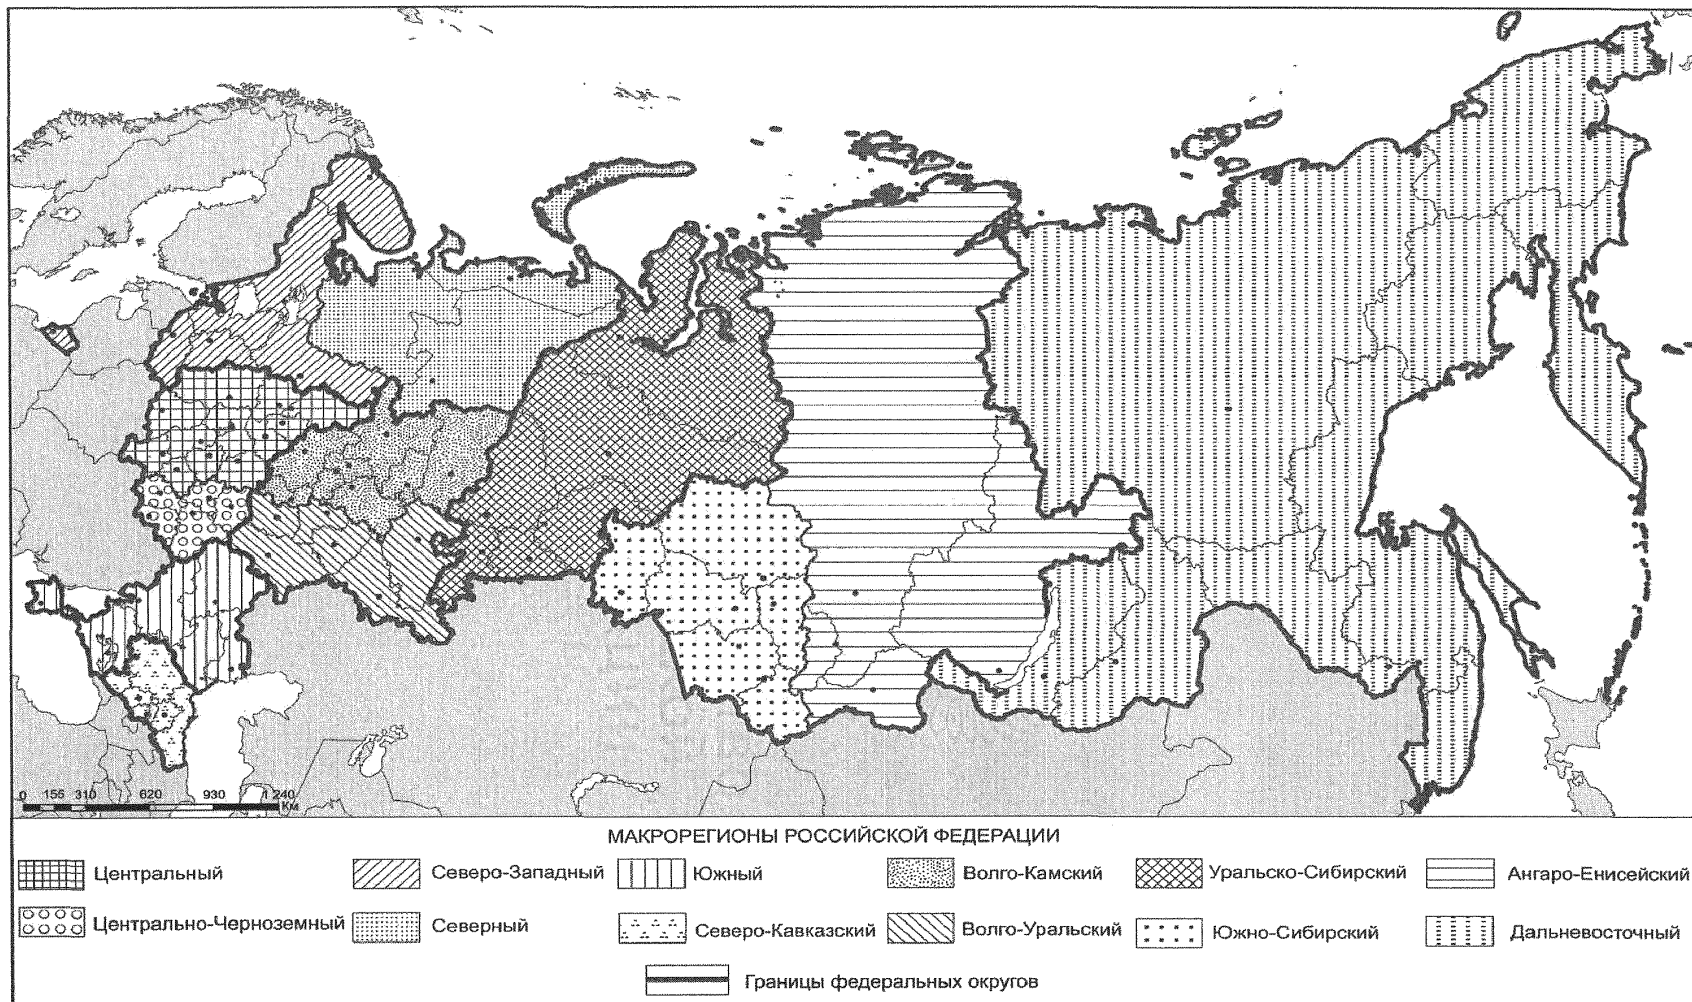 0 155 310 620 930 1 240
Км
МАКРОРЕГИОНЫ РОССИЙСКОЙ ФЕДЕРАЦИИ
Центральный Северо-Западный Южный Волго-Камский Уральско-Сибирский Ангаро-Енисейский
Центрально-Черноземный Северный Северо-Кавказский Волго-Уральский Южно-Сибирский Дальневосточный
Границы федеральных округов